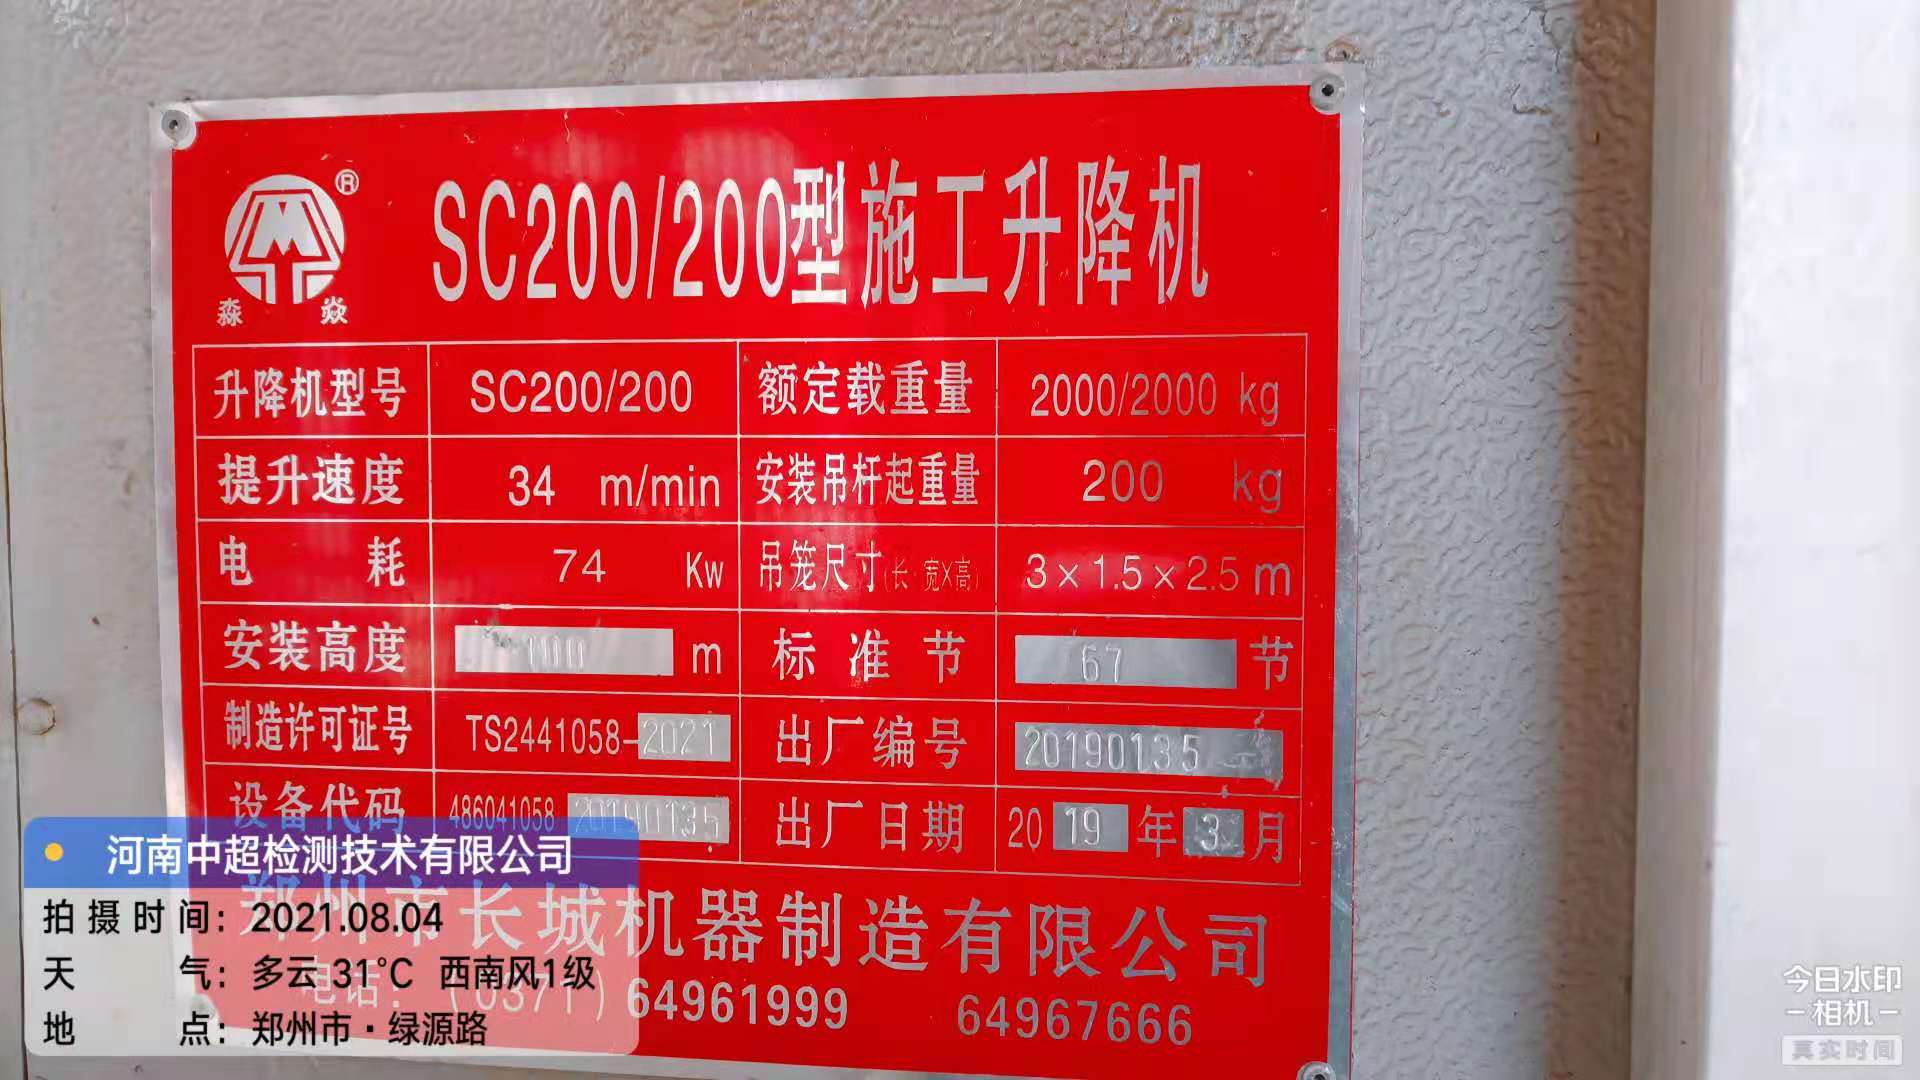 ®
淼 焱
SC200/200型施工升降机
升降机型号 SC200/200 额定载重量 2000/2000 kg
提升速度 34 m/min 安装吊杆起重量 200 kg
电 耗 74 Kw 吊笼尺寸(长·宽X高) 3×1.5×2.5 m
安装高度 100 m 标准节 67 节
制造许可证号 TS2441058-2021 出厂编号 20190135
设备代码 486041058 20190135 出厂日期 2019年3月
郑州市长城机器制造有限公司
电话：(0371) 64961999 64967666
河南中超检测技术有限公司
拍摄时间：2021.08.04
天 气：多云 31℃ 西南风1级
地 点：郑州市·绿源路
今日水印
-相机-
真实时间